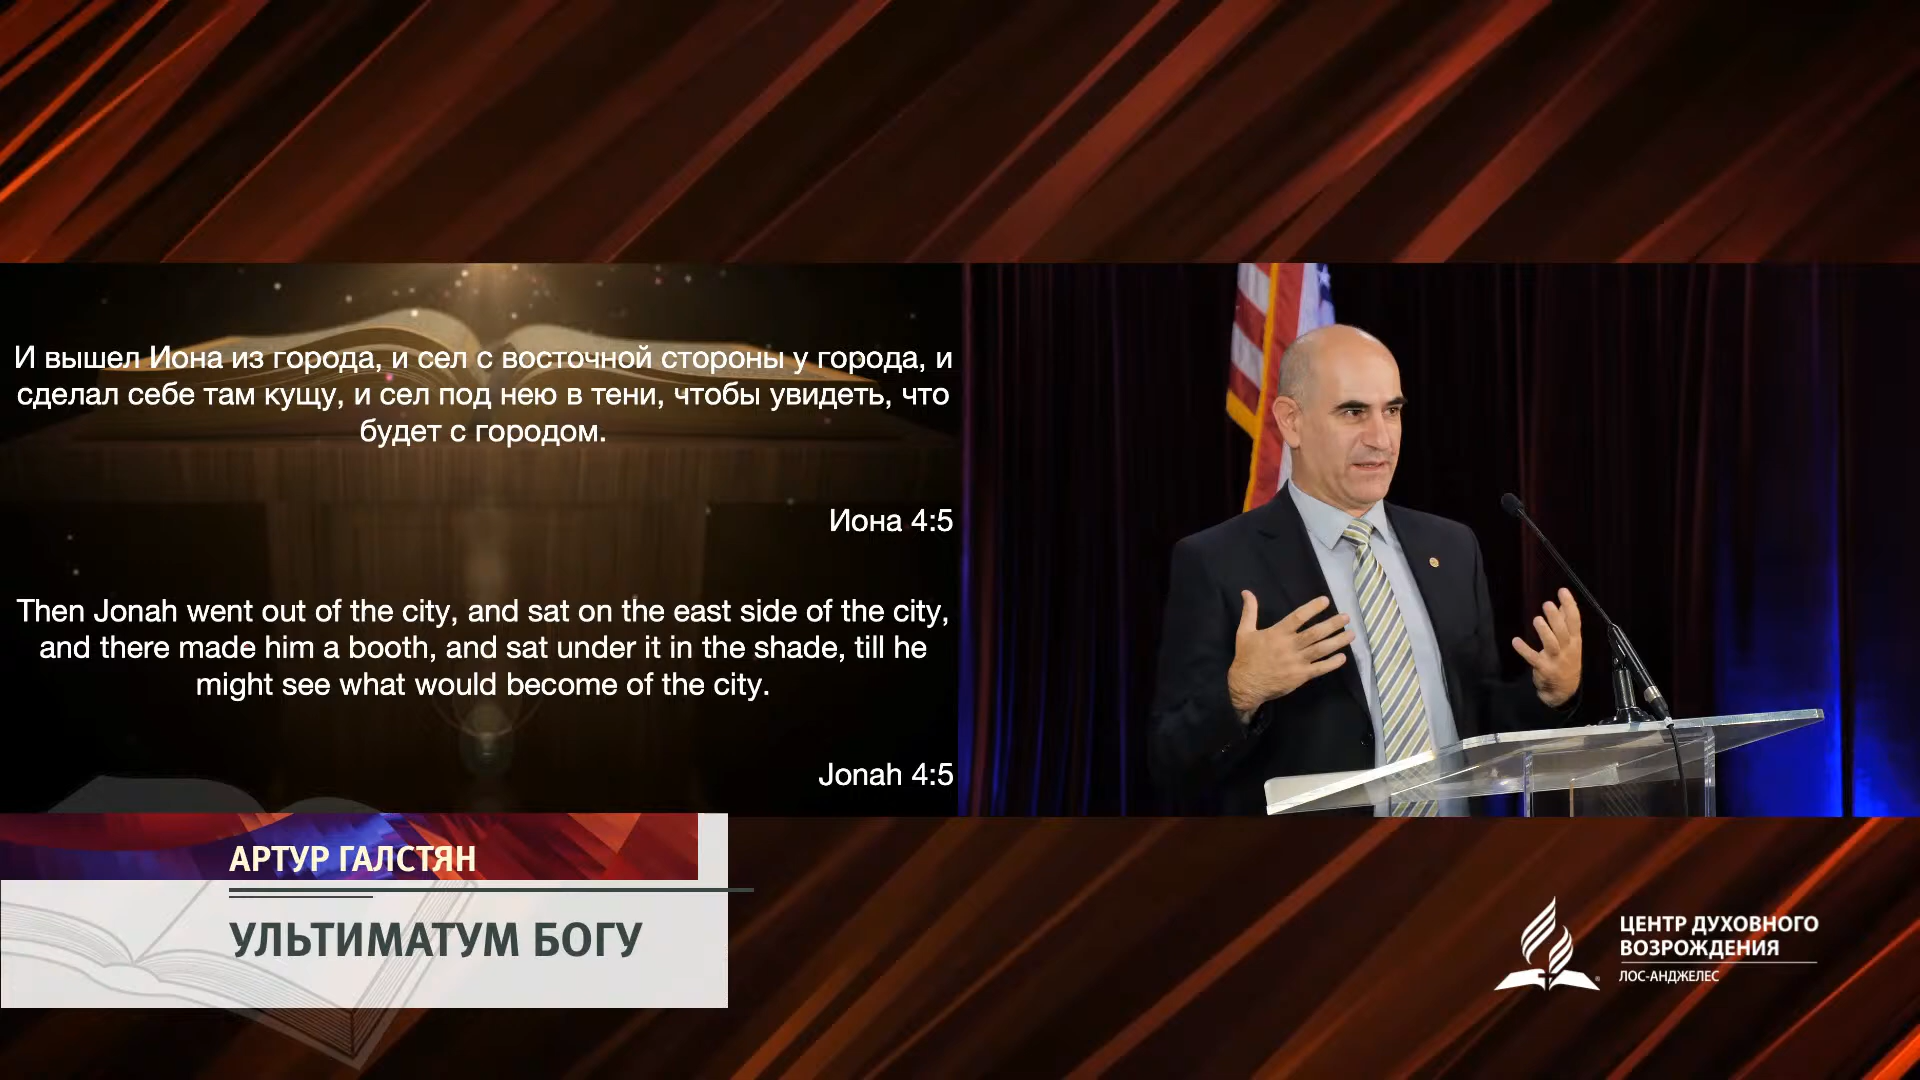 И вышел Иона из города, и сел с восточной стороны у города, и
сделал себе там кущу, и сел под нею в тени, чтобы увидеть, что
будет с городом.
Иона 4:5
Then Jonah went out of the city, and sat on the east side of the city,
and there made him a booth, and sat under it in the shade, till he
might see what would become of the city.
Jonah 4:5
АРТУР ГАЛСТЯН
УЛЬТИМАТУМ БОГУ
ЦЕНТР ДУХОВНОГО
ВОЗРОЖДЕНИЯ
ЛОС-АНДЖЕЛЕС